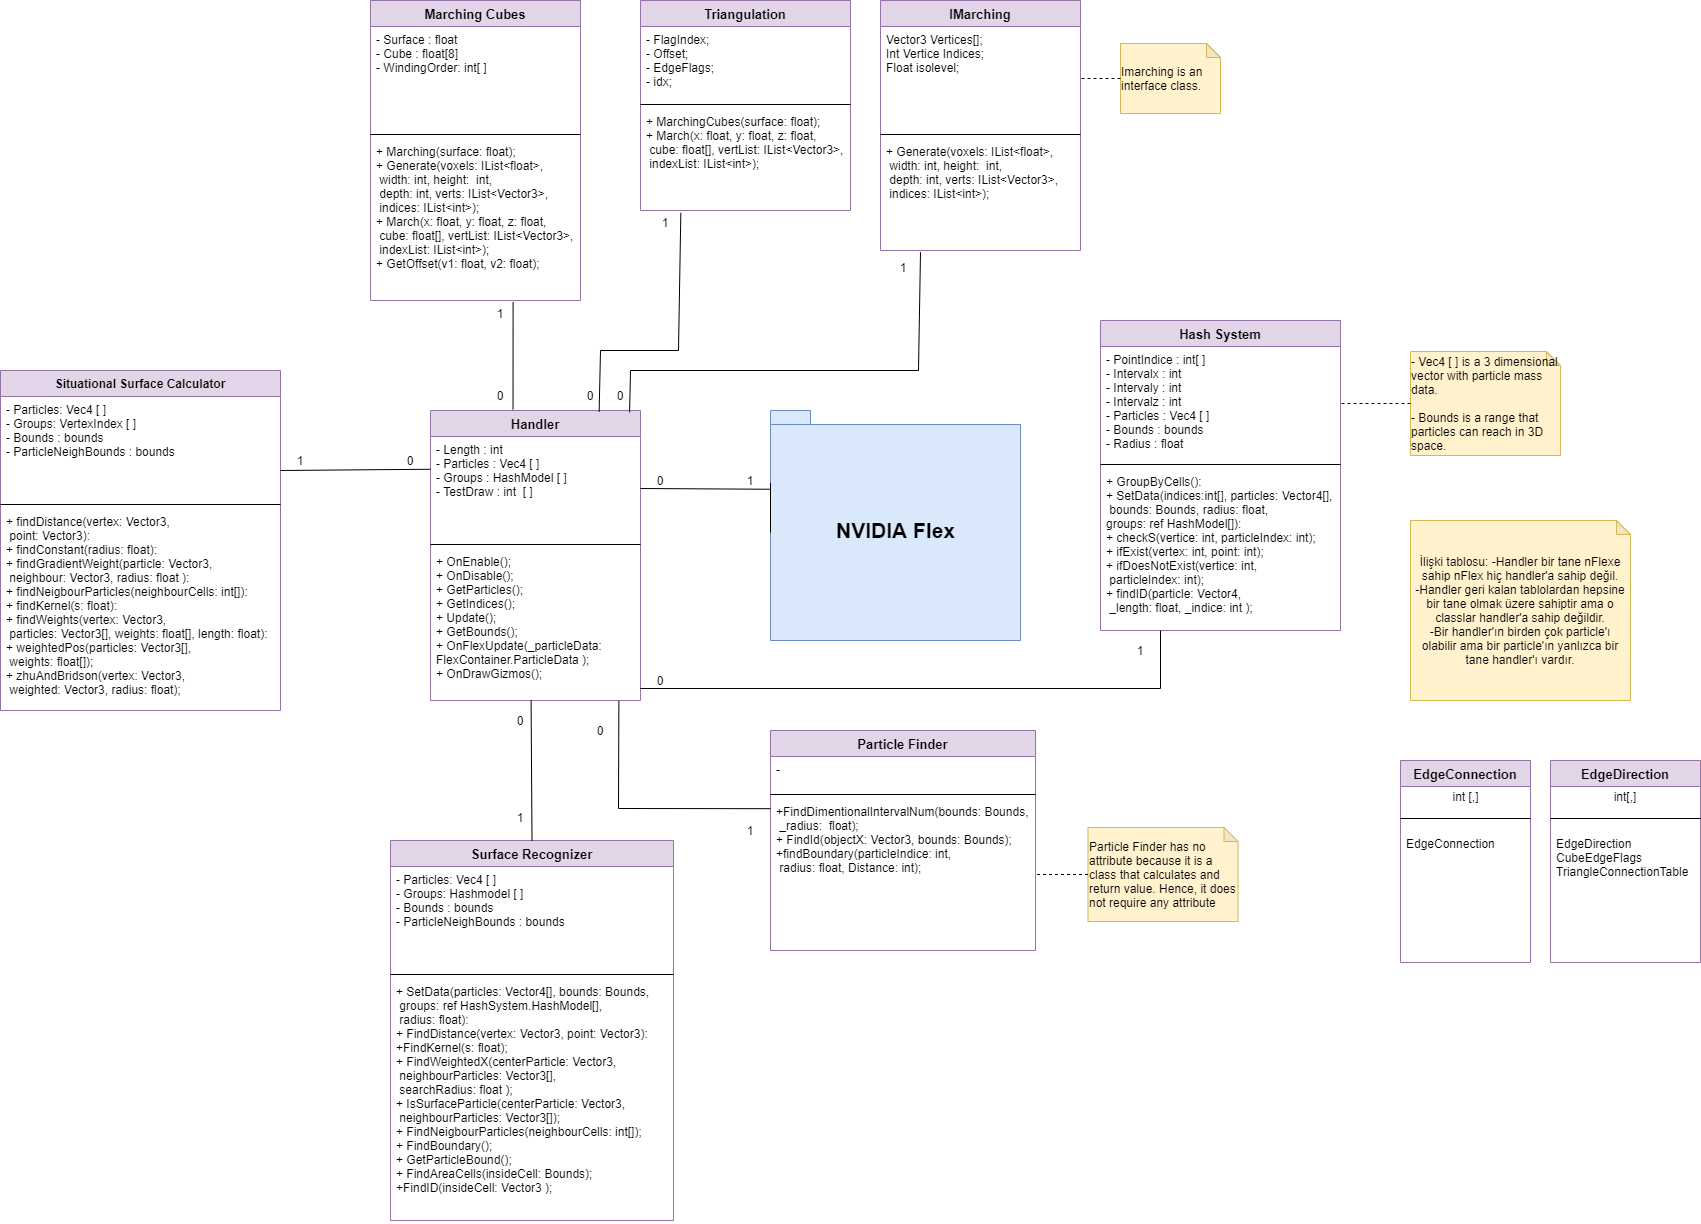 Marching Cubes
- Surface : float
- Cube : float[8]
- WindingOrder: int[ ]
+ Marching(surface: float);
+ Generate(voxels: IList<float>,
width: int, height:  int,
depth: int, verts: IList<Vector3>,
indices: IList<int>);
+ March(x: float, y: float, z: float,
cube: float[], vertList: IList<Vector3>,
indexList: IList<int>);
+ GetOffset(v1: float, v2: float);
Triangulation
- FlagIndex;
- Offset;
- EdgeFlags;
- idx;
+ MarchingCubes(surface: float);
+ March(x: float, y: float, z: float,
cube: float[], vertList: IList<Vector3>,
indexList: IList<int>);
IMarching
Vector3 Vertices[];
Int Vertice Indices;
Float isolevel;
+ Generate(voxels: IList<float>,
width: int, height:  int,
depth: int, verts: IList<Vector3>,
indices: IList<int>);
Imarching is an
interface class.
1
1
1
0
0
0
Situational Surface Calculator
- Particles: Vec4 [ ]
- Groups: VertexIndex [ ]
- Bounds : bounds
- ParticleNeighBounds : bounds
+ findDistance(vertex: Vector3,
point: Vector3):
+ findConstant(radius: float):
+ findGradientWeight(particle: Vector3,
neighbour: Vector3, radius: float ):
+ findNeigbourParticles(neighbourCells: int[]):
+ findKernel(s: float):
+ findWeights(vertex: Vector3,
particles: Vector3[], weights: float[], length: float):
+ weightedPos(particles: Vector3[],
weights: float[]);
+ zhuAndBridson(vertex: Vector3,
weighted: Vector3, radius: float);
1
0
Handler
- Length : int
- Particles : Vec4 [ ]
- Groups : HashModel [ ]
- TestDraw : int  [ ]
+ OnEnable();
+ OnDisable();
+ GetParticles();
+ GetIndices();
+ Update();
+ GetBounds();
+ OnFlexUpdate(_particleData:
FlexContainer.ParticleData );
+ OnDrawGizmos();
0
1
NVIDIA Flex
Hash System
- PointIndice : int[ ]
- Intervalx : int
- Intervaly : int
- Intervalz : int
- Particles : Vec4 [ ]
- Bounds : bounds
- Radius : float
+ GroupByCells():
+ SetData(indices:int[], particles: Vector4[],
bounds: Bounds, radius: float,
groups: ref HashModel[]):
+ checkS(vertice: int, particleIndex: int);
+ ifExist(vertex: int, point: int);
+ ifDoesNotExist(vertice: int,
particleIndex: int);
+ findID(particle: Vector4,
_length: float, _indice: int );
- Vec4 [ ] is a 3 dimensional
vector with particle mass
data.
- Bounds is a range that
particles can reach in 3D
space.
İlişki tablosu: -Handler bir tane nFlexe
sahip nFlex hiç handler'a sahip değil.
-Handler geri kalan tablolardan hepsine
bir tane olmak üzere sahiptir ama o
classlar handler'a sahip değildir.
-Bir handler'ın birden çok particle'ı
olabilir ama bir particle'ın yanlızca bir
tane handler'ı vardır.
1
0
0
0
1
1
Particle Finder
-
+FindDimentionalIntervalNum(bounds: Bounds,
_radius:  float);
+ FindId(objectX: Vector3, bounds: Bounds);
+findBoundary(particleIndice: int,
radius: float, Distance: int);
Particle Finder has no
attribute because it is a
class that calculates and
return value. Hence, it does
not require any attribute
EdgeConnection
int [,]
EdgeConnection
EdgeDirection
int[,]
EdgeDirection
CubeEdgeFlags
TriangleConnectionTable
Surface Recognizer
- Particles: Vec4 [ ]
- Groups: Hashmodel [ ]
- Bounds : bounds
- ParticleNeighBounds : bounds
+ SetData(particles: Vector4[], bounds: Bounds,
groups: ref HashSystem.HashModel[],
radius: float):
+ FindDistance(vertex: Vector3, point: Vector3):
+FindKernel(s: float);
+ FindWeightedX(centerParticle: Vector3,
neighbourParticles: Vector3[],
searchRadius: float );
+ IsSurfaceParticle(centerParticle: Vector3,
neighbourParticles: Vector3[]);
+ FindNeigbourParticles(neighbourCells: int[]);
+ FindBoundary();
+ GetParticleBound();
+ FindAreaCells(insideCell: Bounds);
+FindID(insideCell: Vector3 );